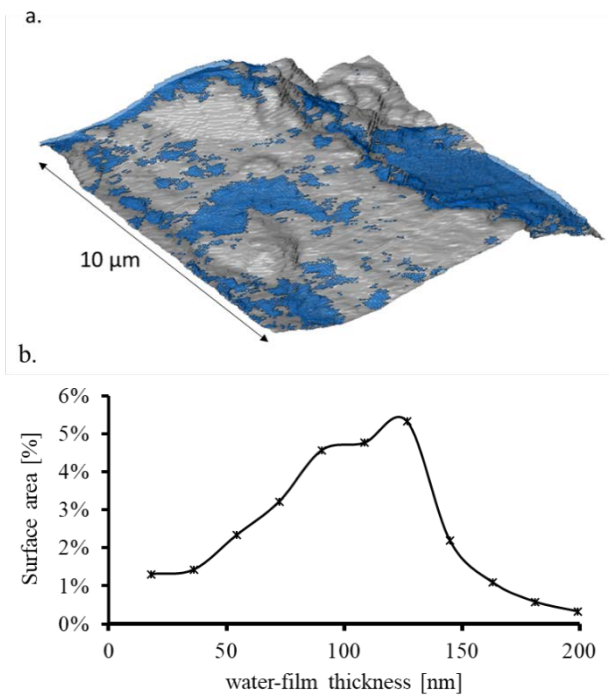 a.
10 µm
b.
6%
5%
4%
3%
2%
1%
0%
Surface area [%]
0 50 100 150 200
water-film thickness [nm]